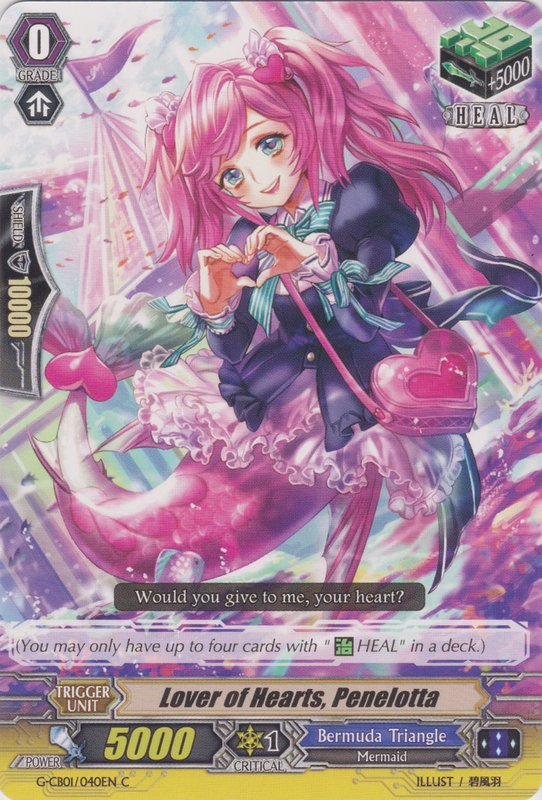 0
GRADE
治
+5000
HEAL
SHIELD
10000
Would you give to me, your heart?
(You may only have up to four cards with "治 HEAL" in a deck.)
TRIGGER
UNIT
Lover of Hearts, Penelotta
POWER
5000
1
CRITICAL
Bermuda Triangle
Mermaid
G-CB01/040EN C
ILLUST / 碧風羽